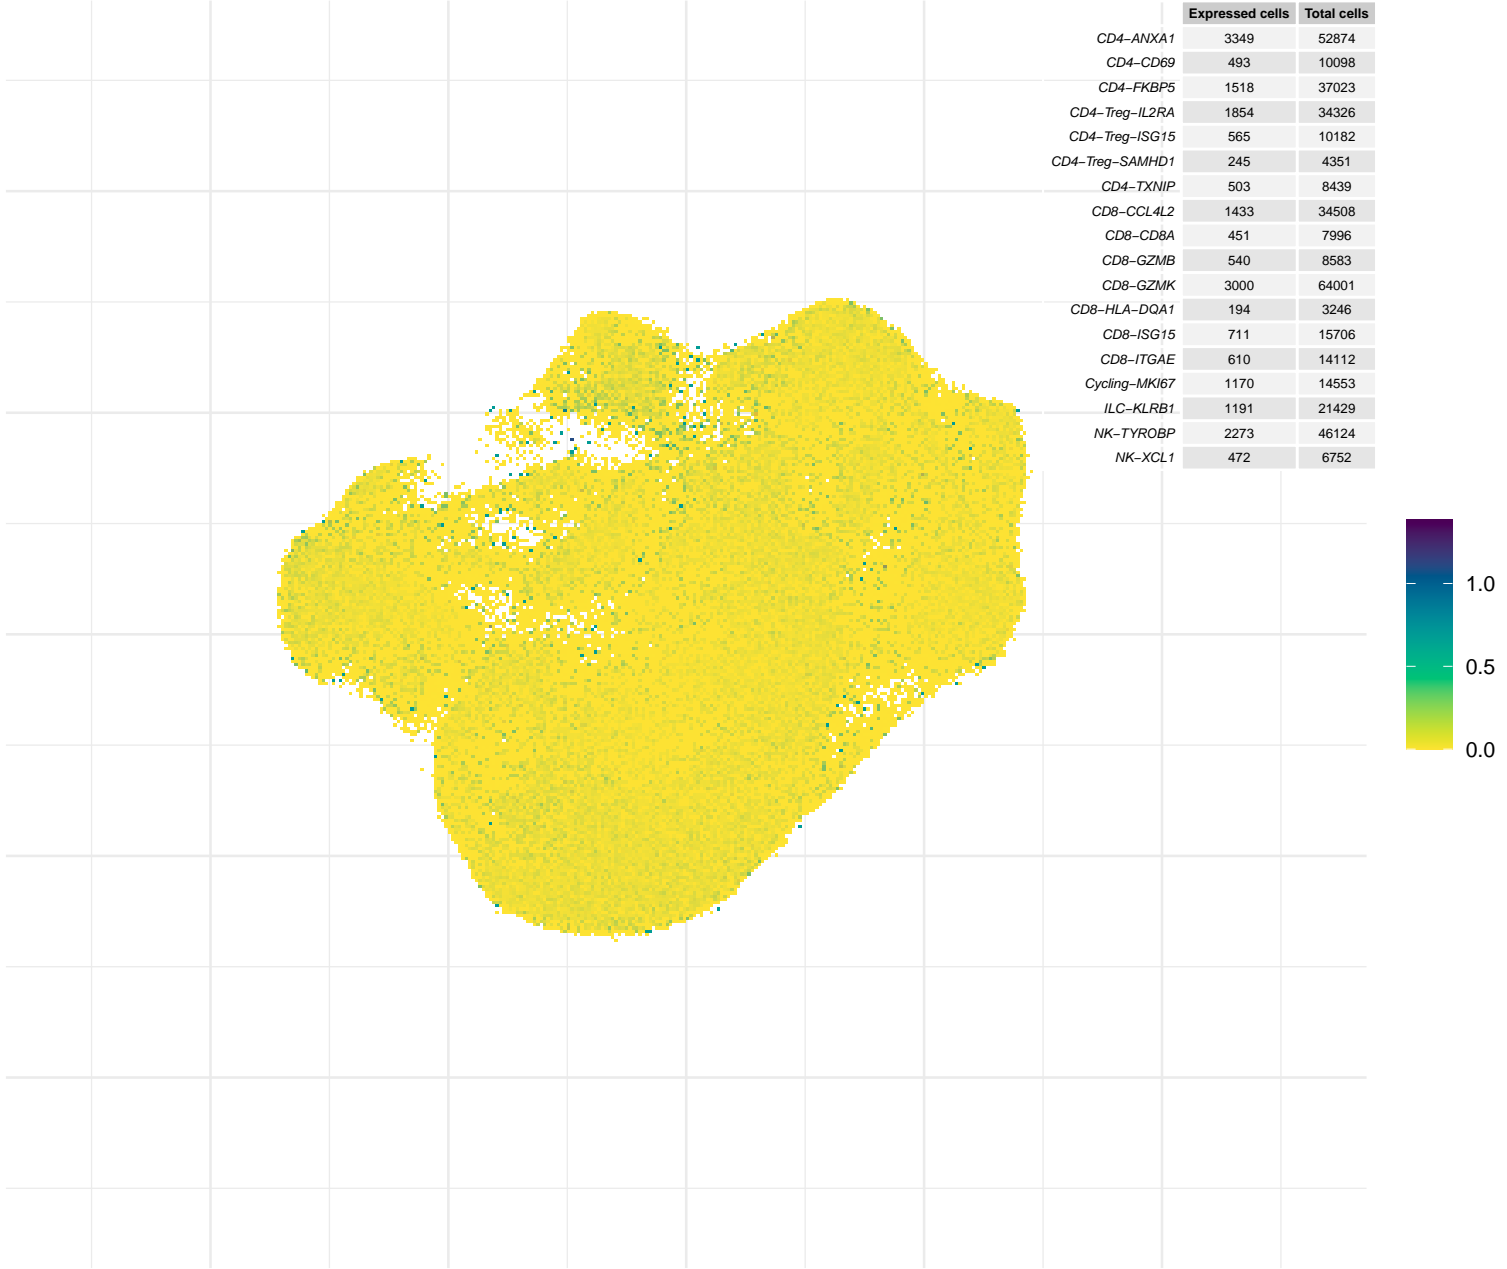 Expressed cells Total cells
CD4−ANXA1 3349 52874
CD4−CD69 493 10098
CD4−FKBP5 1518 37023
CD4−Treg−IL2RA 1854 34326
CD4−Treg−ISG15 565 10182
CD4−Treg−SAMHD1 245 4351
CD4−TXNIP 503 8439
CD8−CCL4L2 1433 34508
CD8−CD8A 451 7996
CD8−GZMB 540 8583
CD8−GZMK 3000 64001
CD8−HLA−DQA1 194 3246
CD8−ISG15 711 15706
CD8−ITGAE 610 14112
Cycling−MKI67 1170 14553
ILC−KLRB1 1191 21429
NK−TYROBP 2273 46124
NK−XCL1 472 6752
1.0
0.5
0.0